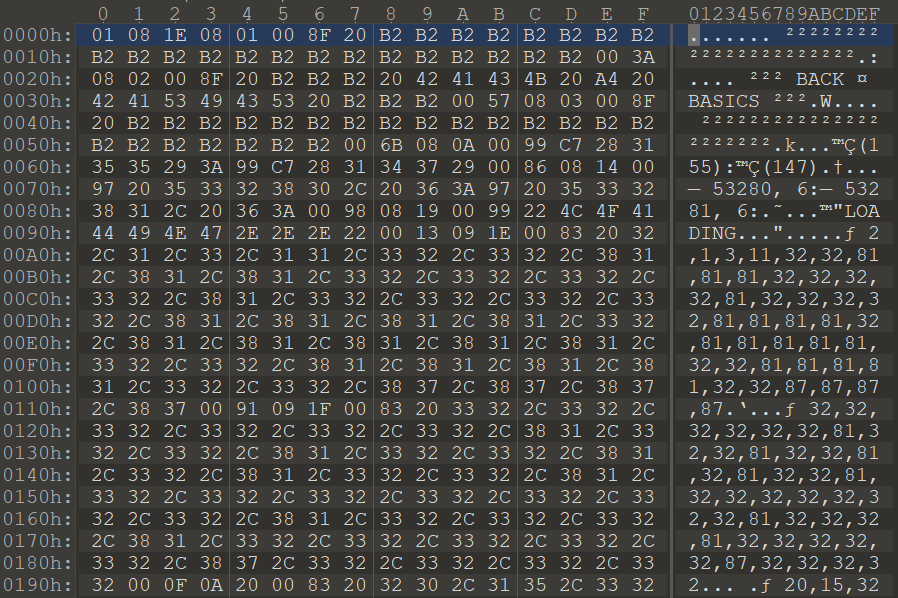 0 1 2 3 4 5 6 7 8 9 A B C D E F 0123456789ABCDEF
0000h: 01 08 1E 08 01 00 8F 20 B2 B2 B2 B2 B2 B2 B2 B2 ....... ²²²²²²²²
0010h: B2 B2 B2 B2 B2 B2 B2 B2 B2 B2 B2 B2 B2 B2 00 3A ²²²²²²²²²²²²²².:
0020h: 08 02 00 8F 20 B2 B2 B2 20 42 41 43 4B 20 A4 20 .... ²²² BACK ¤
0030h: 42 41 53 49 43 53 20 B2 B2 B2 00 57 08 03 00 8F BASICS ²²².W....
0040h: 20 B2 B2 B2 B2 B2 B2 B2 B2 B2 B2 B2 B2 B2 B2 B2 ²²²²²²²²²²²²²²²
0050h: B2 B2 B2 B2 B2 B2 B2 00 6B 08 0A 00 99 C7 28 31 ²²²²²²².k...™Ç(1
0060h: 35 35 29 3A 99 C7 28 31 34 37 29 00 86 08 14 00 55):™Ç(147).†...
0070h: 97 20 35 33 32 38 30 2C 20 36 3A 97 20 35 33 32 — 53280, 6:— 532
0080h: 38 31 2C 20 36 3A 00 98 08 19 00 99 22 4C 4F 41 81, 6:.˜...™"LOA
0090h: 44 49 4E 47 2E 2E 2E 22 00 13 09 1E 00 83 20 32 DING...".....ƒ 2
00A0h: 2C 31 2C 33 2C 31 31 2C 33 32 2C 33 32 2C 38 31 ,1,3,11,32,32,81
00B0h: 2C 38 31 2C 38 31 2C 33 32 2C 33 32 2C 33 32 2C ,81,81,32,32,32,
00C0h: 33 32 2C 38 31 2C 33 32 2C 33 32 2C 33 32 2C 33 32,81,32,32,32,3
00D0h: 32 2C 38 31 2C 38 31 2C 38 31 2C 38 31 2C 33 32 2,81,81,81,81,32
00E0h: 2C 38 31 2C 38 31 2C 38 31 2C 38 31 2C 38 31 2C ,81,81,81,81,81,
00F0h: 33 32 2C 33 32 2C 38 31 2C 38 31 2C 38 31 2C 38 32,32,81,81,81,8
0100h: 31 2C 33 32 2C 33 32 2C 38 37 2C 38 37 2C 38 37 1,32,32,87,87,87
0110h: 2C 38 37 00 91 09 1F 00 83 20 33 32 2C 33 32 2C ,87.‘...ƒ 32,32,
0120h: 33 32 2C 33 32 2C 33 32 2C 33 32 2C 38 31 2C 33 32,32,32,32,81,3
0130h: 32 2C 33 32 2C 38 31 2C 33 32 2C 33 32 2C 38 31 2,32,81,32,32,81
0140h: 2C 33 32 2C 38 31 2C 33 32 2C 33 32 2C 38 31 2C ,32,81,32,32,81,
0150h: 33 32 2C 33 32 2C 33 32 2C 33 32 2C 33 32 2C 33 32,32,32,32,32,3
0160h: 32 2C 33 32 2C 38 31 2C 33 32 2C 33 32 2C 33 32 2,32,81,32,32,32
0170h: 2C 38 31 2C 33 32 2C 33 32 2C 33 32 2C 33 32 2C ,81,32,32,32,32,
0180h: 33 32 2C 38 37 2C 33 32 2C 33 32 2C 33 32 2C 33 32,87,32,32,32,3
0190h: 32 00 0F 0A 20 00 83 20 32 30 2C 31 35 2C 33 32 2... .ƒ 20,15,32